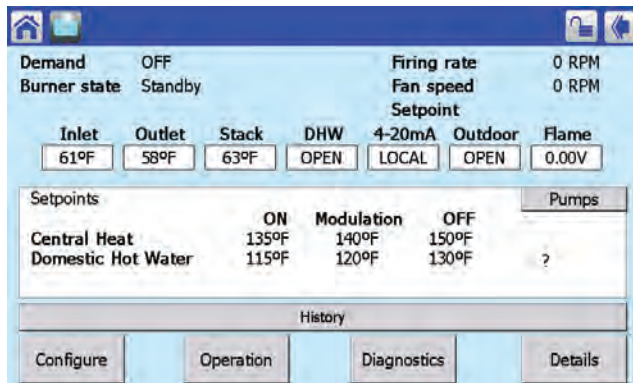 Demand OFF Firing rate 0 RPM
Burner state Standby Fan speed 0 RPM
Setpoint
Inlet Outlet Stack DHW 4-20mA Outdoor Flame
61ºF 58ºF 63ºF OPEN LOCAL OPEN 0.00V
Setpoints Pumps
ON Modulation OFF
Central Heat 135ºF 140ºF 150ºF
Domestic Hot Water 115ºF 120ºF 130ºF ?
History
Configure Operation Diagnostics Details